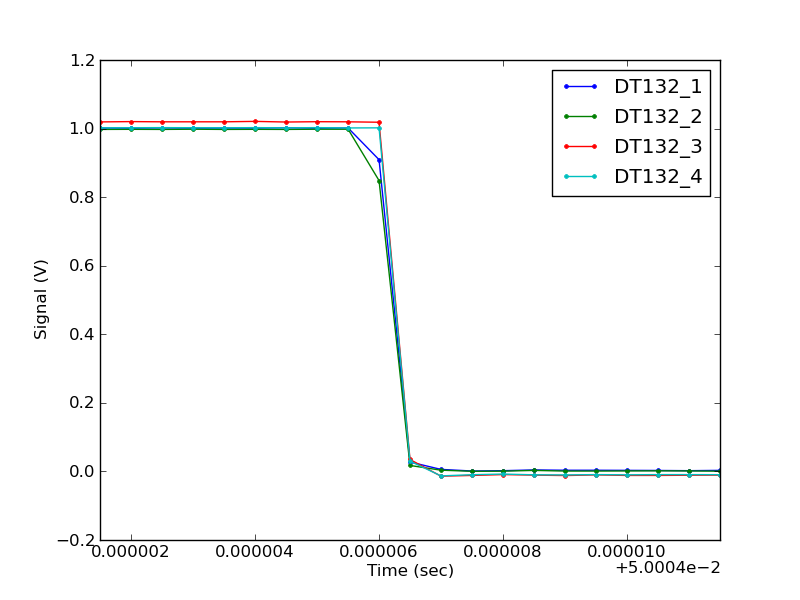 1.2
1.0
0.8
0.6
0.4
0.2
0.0
−0.2
Signal (V)
DT132_1
DT132_2
DT132_3
DT132_4
0.000002 0.000004 0.000006 0.000008 0.000010
Time (sec)
+5.0004e−2